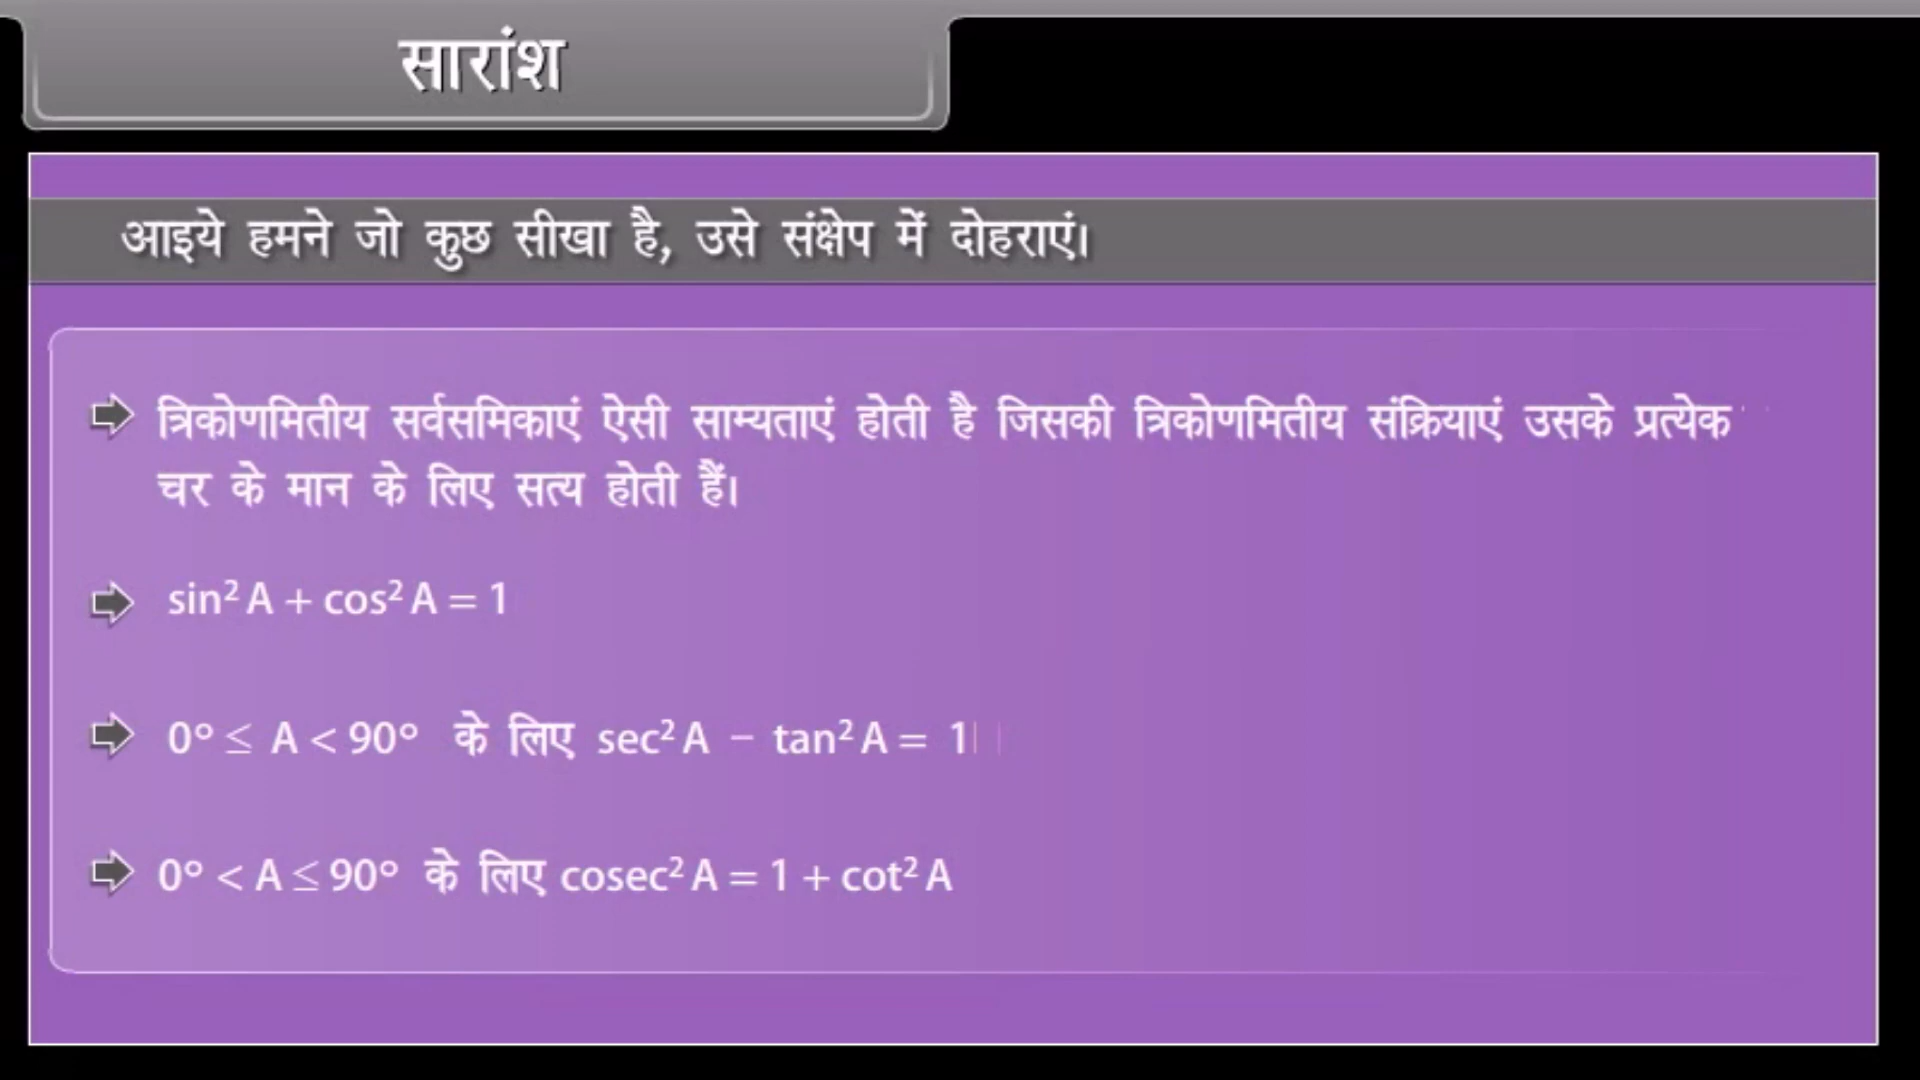 सारांश
आइये हमने जो कुछ सीखा है, उसे संक्षेप में दोहराएं।
त्रिकोणमितीय सर्वसमिकाएं ऐसी साम्यताएं होती है जिसकी त्रिकोणमितीय संक्रियाएं उसके प्रत्येक
चर के मान के लिए सत्य होती हैं।
sin² A + cos² A = 1
0° ≤ A < 90° के लिए sec² A − tan² A = 1
0° < A ≤ 90° के लिए cosec² A = 1 + cot² A